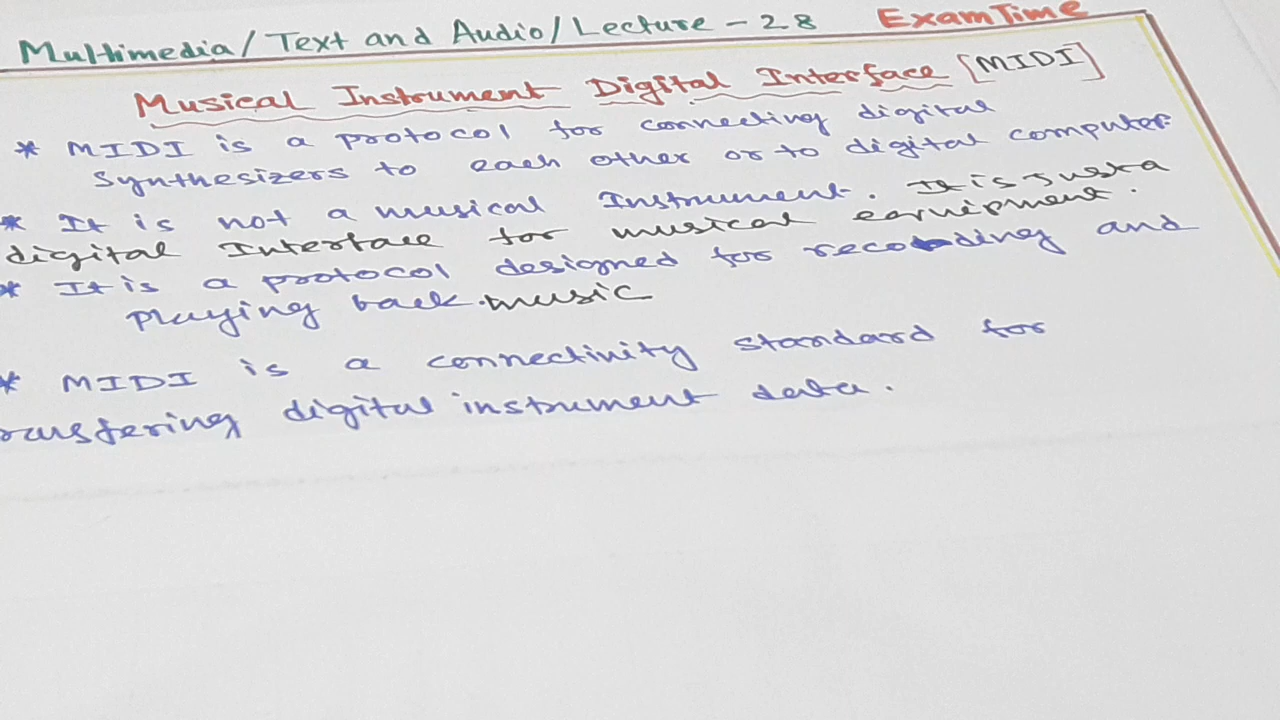 Multimedia/Text and Audio/Lecture - 28 ExamTime
Musical Instrument Digital Interface [MIDI]
* MIDI is a protocol for connecting digital
synthesizers to each other or to digital computer.
* It is not a musical Instrument. It is Just a
digital Interface for musical equipment.
* It is a protocol designed for recording and
playing back. music
* MIDI is a connectivity standard for
transfering digital instrument data.